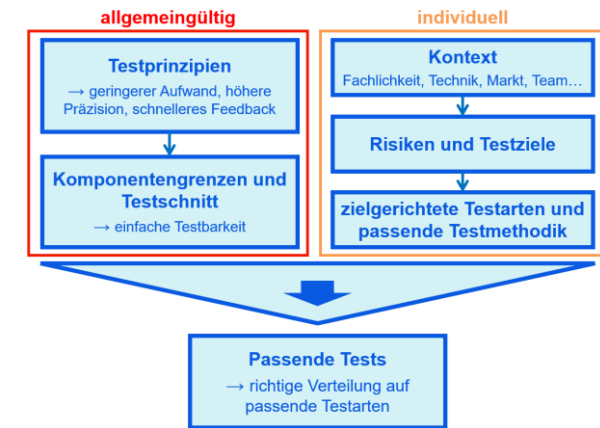 allgemeingültig
Testprinzipien
→ geringerer Aufwand, höhere
Präzision, schnelleres Feedback
Komponentengrenzen und
Testschnitt
→ einfache Testbarkeit
individuell
Kontext
Fachlichkeit, Technik, Markt, Team…
Risiken und Testziele
zielgerichtete Testarten und
passende Testmethodik
Passende Tests
→ richtige Verteilung auf
passende Testarten